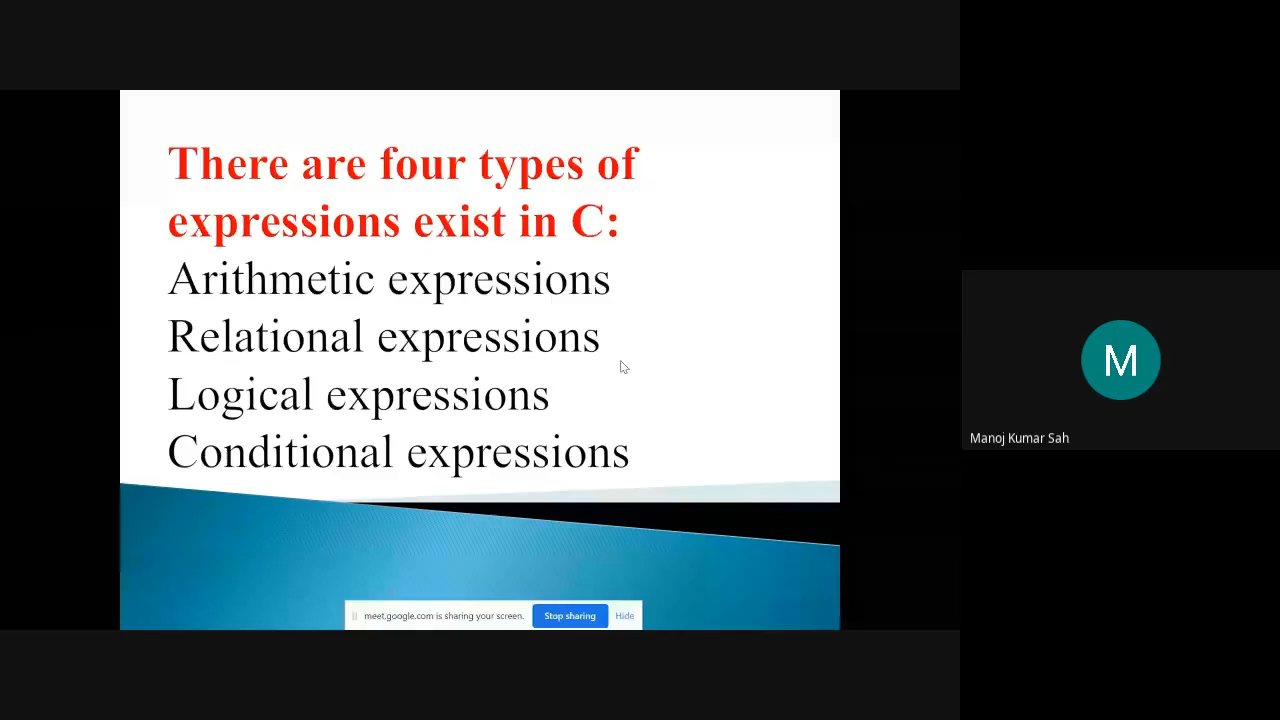 There are four types of
expressions exist in C:
Arithmetic expressions
Relational expressions
Logical expressions
Conditional expressions
M
Manoj Kumar Sah
meet.google.com is sharing your screen. Stop sharing Hide